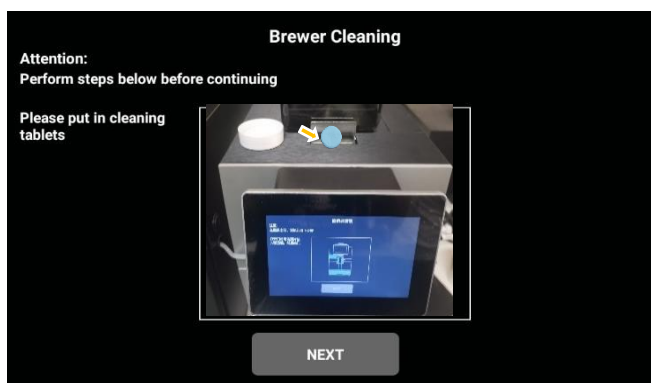 Brewer Cleaning
Attention:
Perform steps below before continuing
Please put in cleaning
tablets
NEXT